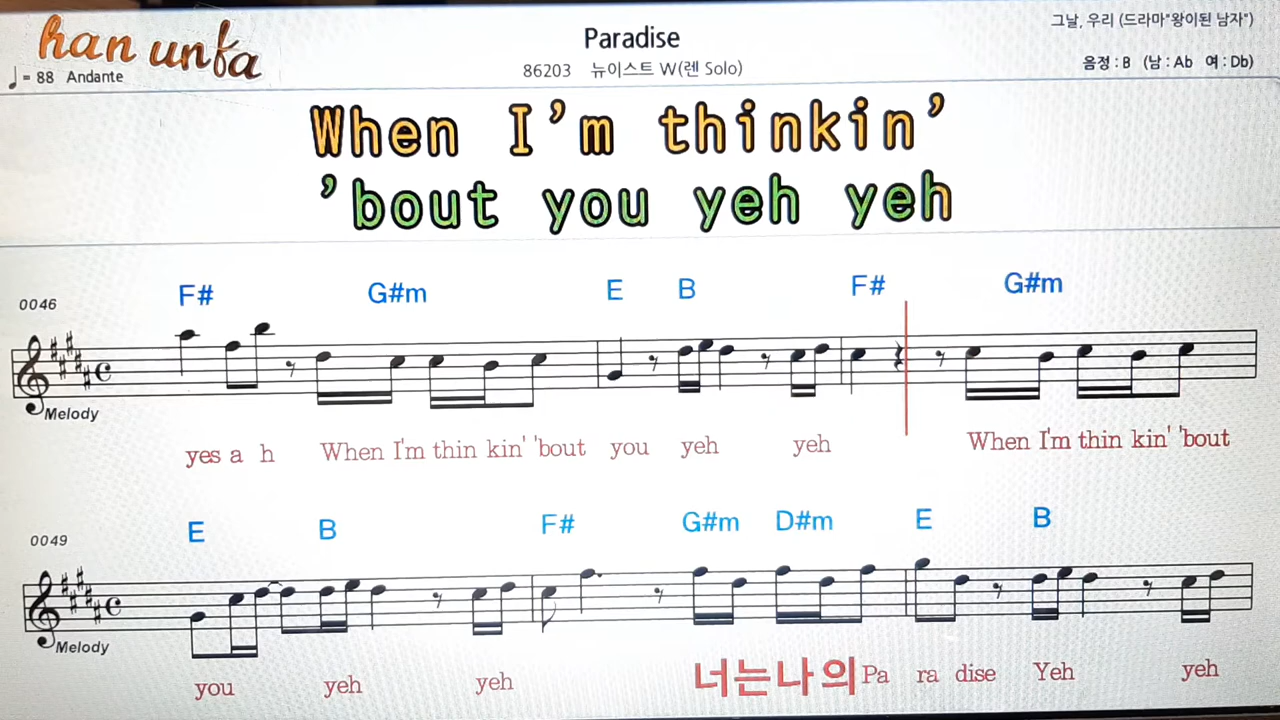 han unfa
♩= 88 Andante
Paradise
86203 뉴이스트 W(렌 Solo)
그날, 우리 (드라마"왕이된 남자")
음정 : B (남 : Ab 여 : Db)
When I'm thinkin'
'bout you yeh yeh
0046
F# G#m E B F# G#m
Melody
yes a h When I'm thin kin' 'bout you yeh yeh When I'm thin kin' 'bout
0049
E B F# G#m D#m E B
Melody
you yeh yeh 너는나의Pa ra dise Yeh yeh